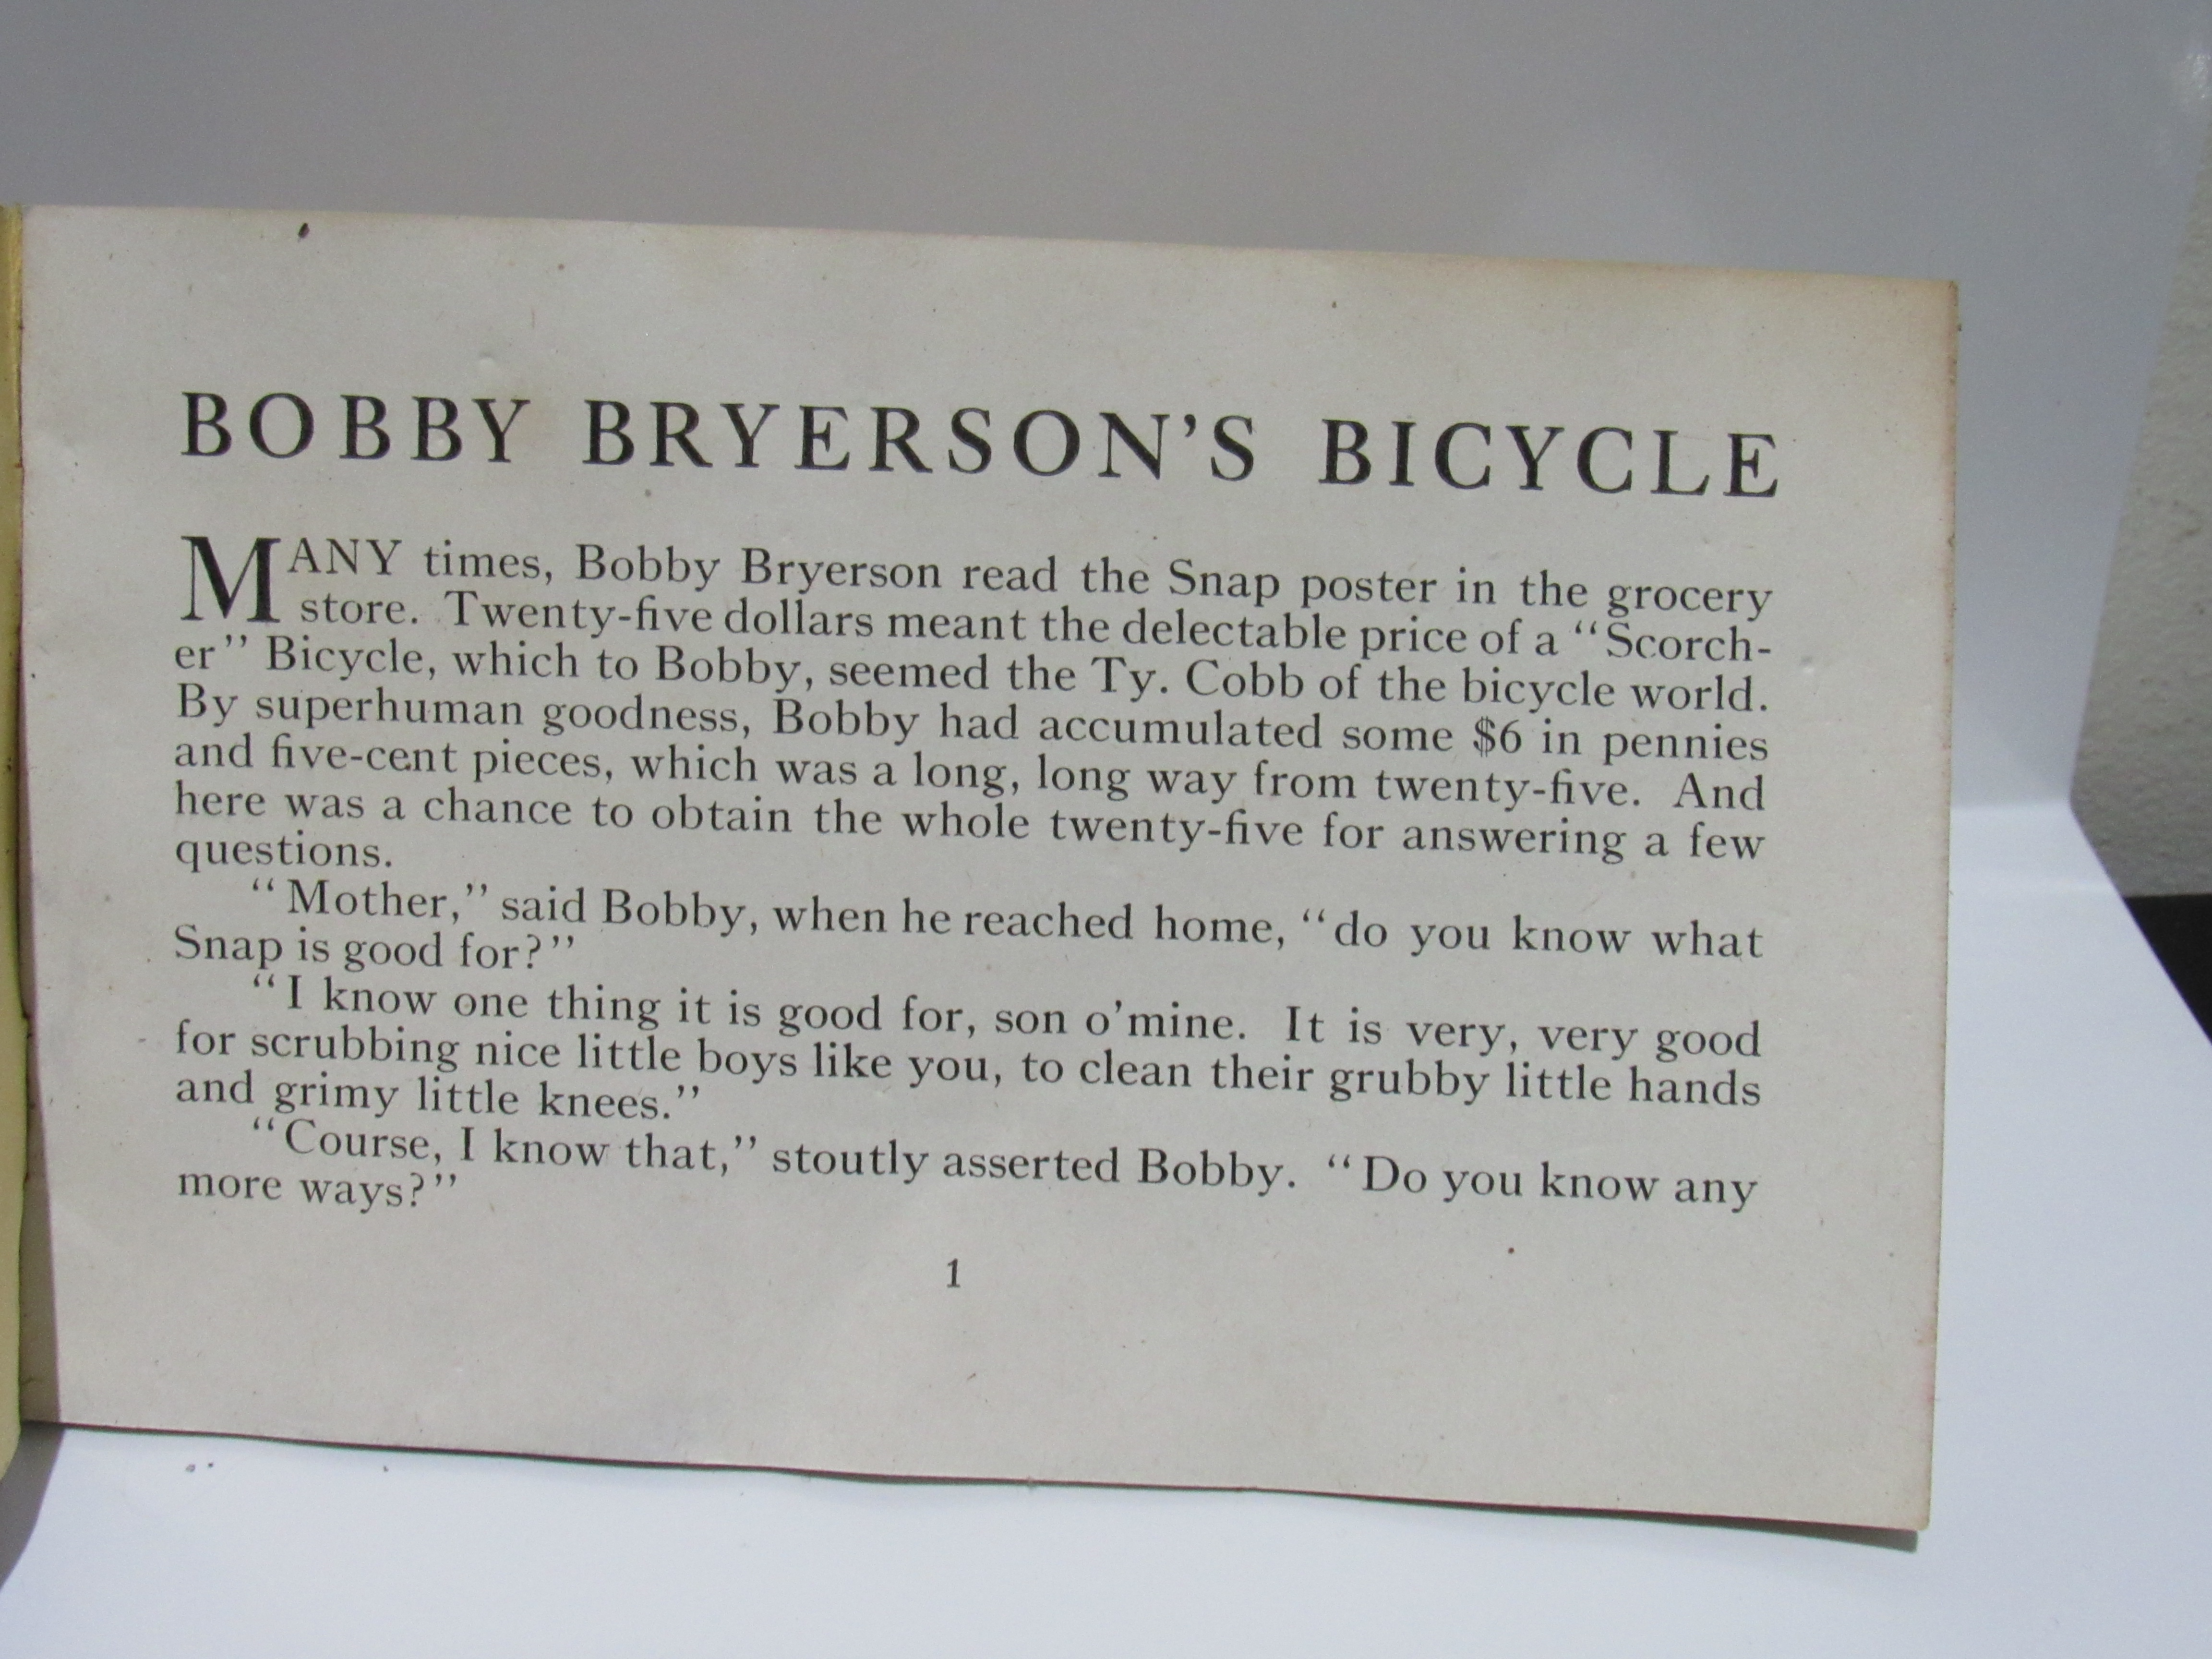 BOBBY BRYERSON'S BICYCLE
MANY times, Bobby Bryerson read the Snap poster in the grocery
store. Twenty-five dollars meant the delectable price of a “Scorch-
er” Bicycle, which to Bobby, seemed the Ty. Cobb of the bicycle world.
By superhuman goodness, Bobby had accumulated some $6 in pennies
and five-cent pieces, which was a long, long way from twenty-five. And
here was a chance to obtain the whole twenty-five for answering a few
questions.
“Mother,” said Bobby, when he reached home, “do you know what
Snap is good for?”
“I know one thing it is good for, son o’mine. It is very, very good
for scrubbing nice little boys like you, to clean their grubby little hands
and grimy little knees.”
“Course, I know that,” stoutly asserted Bobby. “Do you know any
more ways?”
1